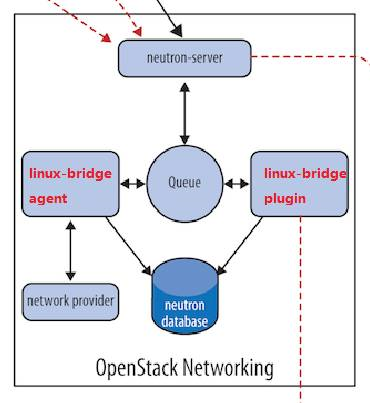 neutron-server
linux-bridge
agent
Queue
linux-bridge
plugin
network provider
neutron
database
OpenStack Networking